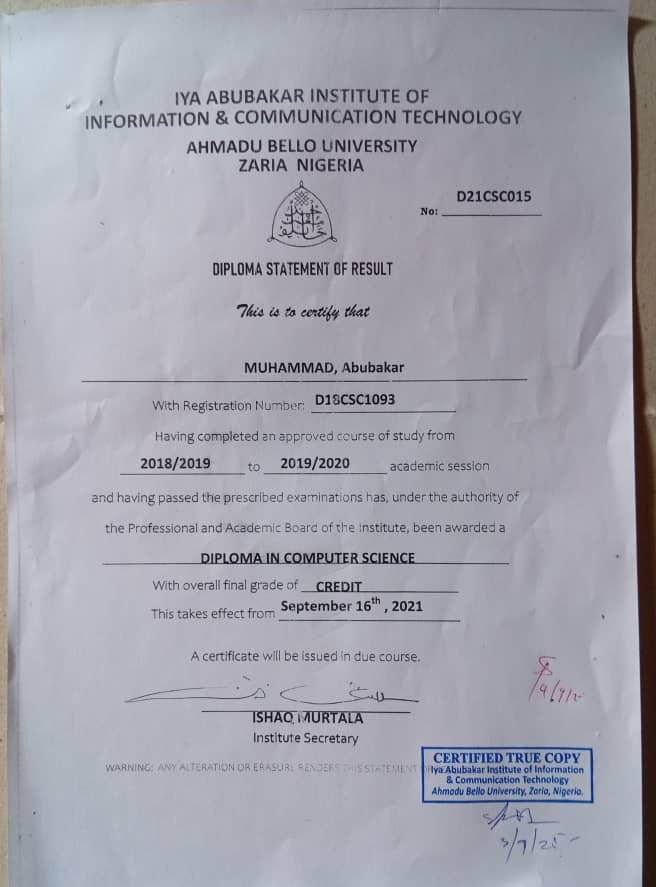 IYA ABUBAKAR INSTITUTE OF
INFORMATION & COMMUNICATION TECHNOLOGY
AHMADU BELLO UNIVERSITY
ZARIA NIGERIA
No: D21CSC015
DIPLOMA STATEMENT OF RESULT
This is to certify that
MUHAMMAD, Abubakar
With Registration Number: D18CSC1093
Having completed an approved course of study from
2018/2019 to 2019/2020 academic session
and having passed the prescribed examinations has, under the authority of
the Professional and Academic Board of the Institute, been awarded a
DIPLOMA IN COMPUTER SCIENCE
With overall final grade of CREDIT
This takes effect from September 16th , 2021
A certificate will be issued in due course.
ISHAQ, MURTALA
Institute Secretary
WARNING: ANY ALTERATION OR ERASURE RENDERS THIS STATEMENT
CERTIFIED TRUE COPY
Iya Abubakar Institute of Information
& Communication Technology
Ahmadu Bello University, Zaria, Nigeria.
3/9/25